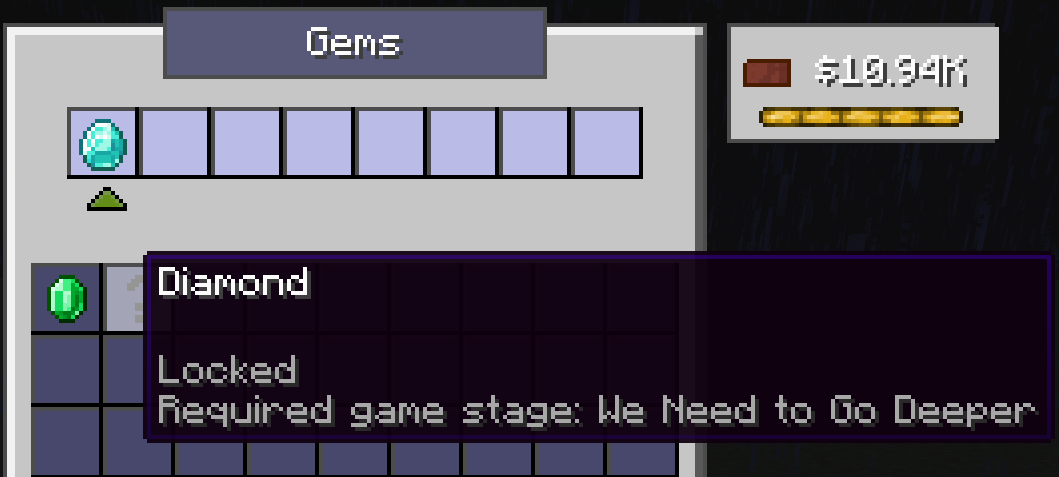 Gems
$10.94K
Diamond
Locked
Required game stage: We Need to Go Deeper